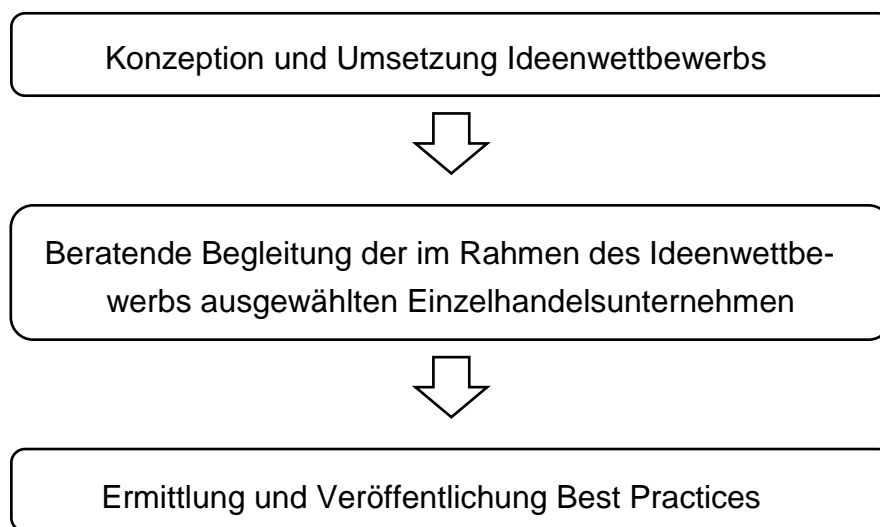 Konzeption und Umsetzung Ideenwettbewerbs
Beratende Begleitung der im Rahmen des Ideenwettbe-
werbs ausgewählten Einzelhandelsunternehmen
Ermittlung und Veröffentlichung Best Practices